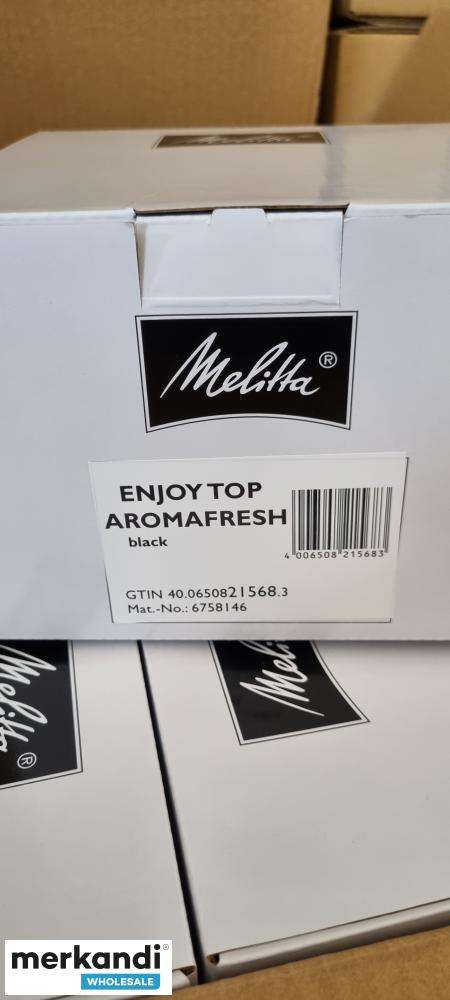 Melitta
Melitta®
ENJOY TOP
AROMAFRESH
black
4 006508 215683
GTIN 40.0650821568.3
Mat.-No.: 6758146
Melitta®
Melitta
merkandi®
WHOLESALE